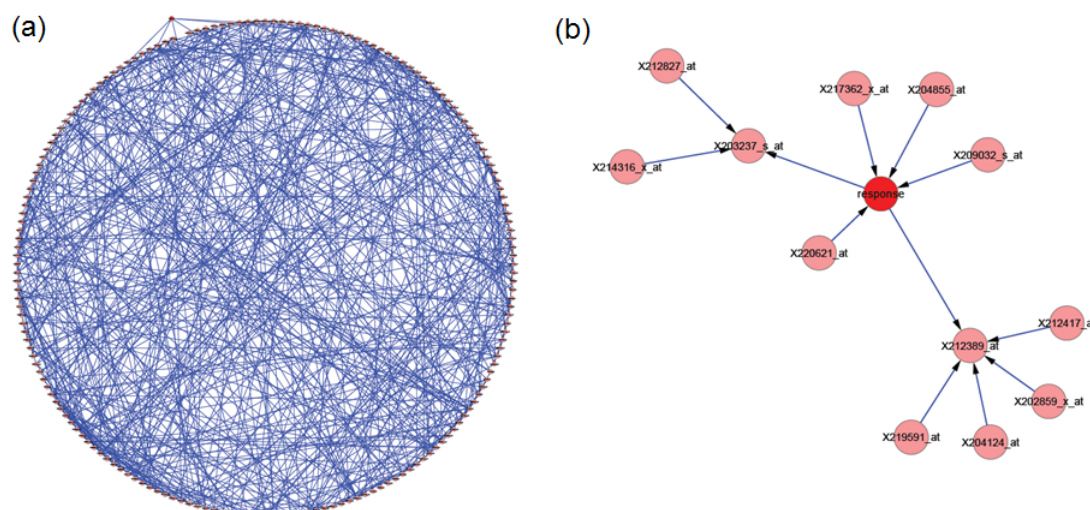 (a)
(b)
X212827_at
X217362_x_at
X204855_at
X203237_s_at
X209032_s_at
X214316_x_at
response
X220621_at
X212417_a
X212389_at
X202859_x_at
X219591_at
X204124_at